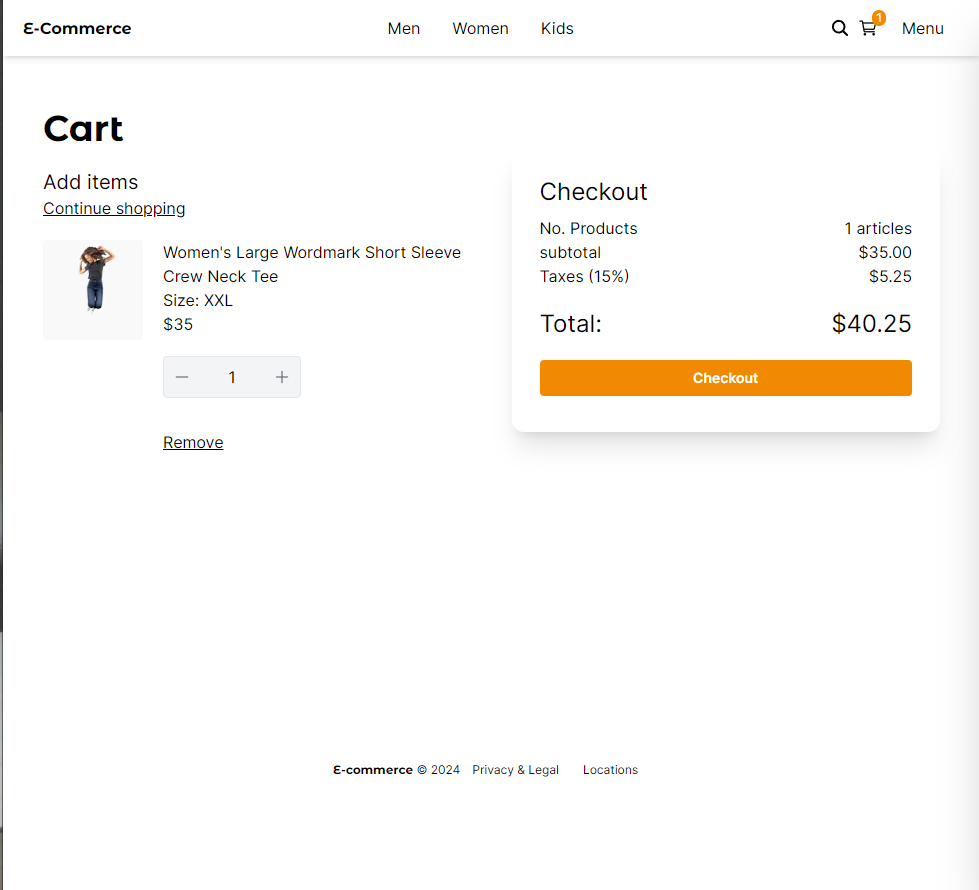 E-Commerce Men Women Kids 1 Menu
Cart
Add items
Continue shopping
Women's Large Wordmark Short Sleeve
Crew Neck Tee
Size: XXL
$35
1
Remove
Checkout
No. Products 1 articles
subtotal $35.00
Taxes (15%) $5.25
Total: $40.25
Checkout
E-commerce © 2024 Privacy & Legal Locations